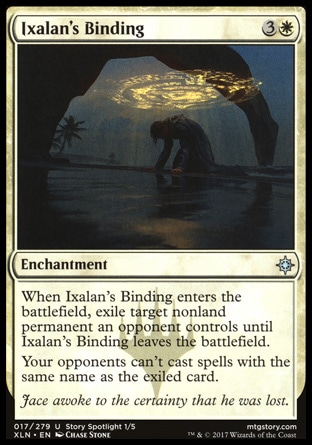 Ixalan's Binding 3
Enchantment
When Ixalan's Binding enters the
battlefield, exile target nonland
permanent an opponent controls until
Ixalan's Binding leaves the battlefield.
Your opponents can't cast spells with the
same name as the exiled card.
Jace awoke to the certainty that he was lost.
017/279 U Story Spotlight 1/5 mtgstory.com
XLN • EN Chase Stone ™ & © 2017 Wizards of the Coast